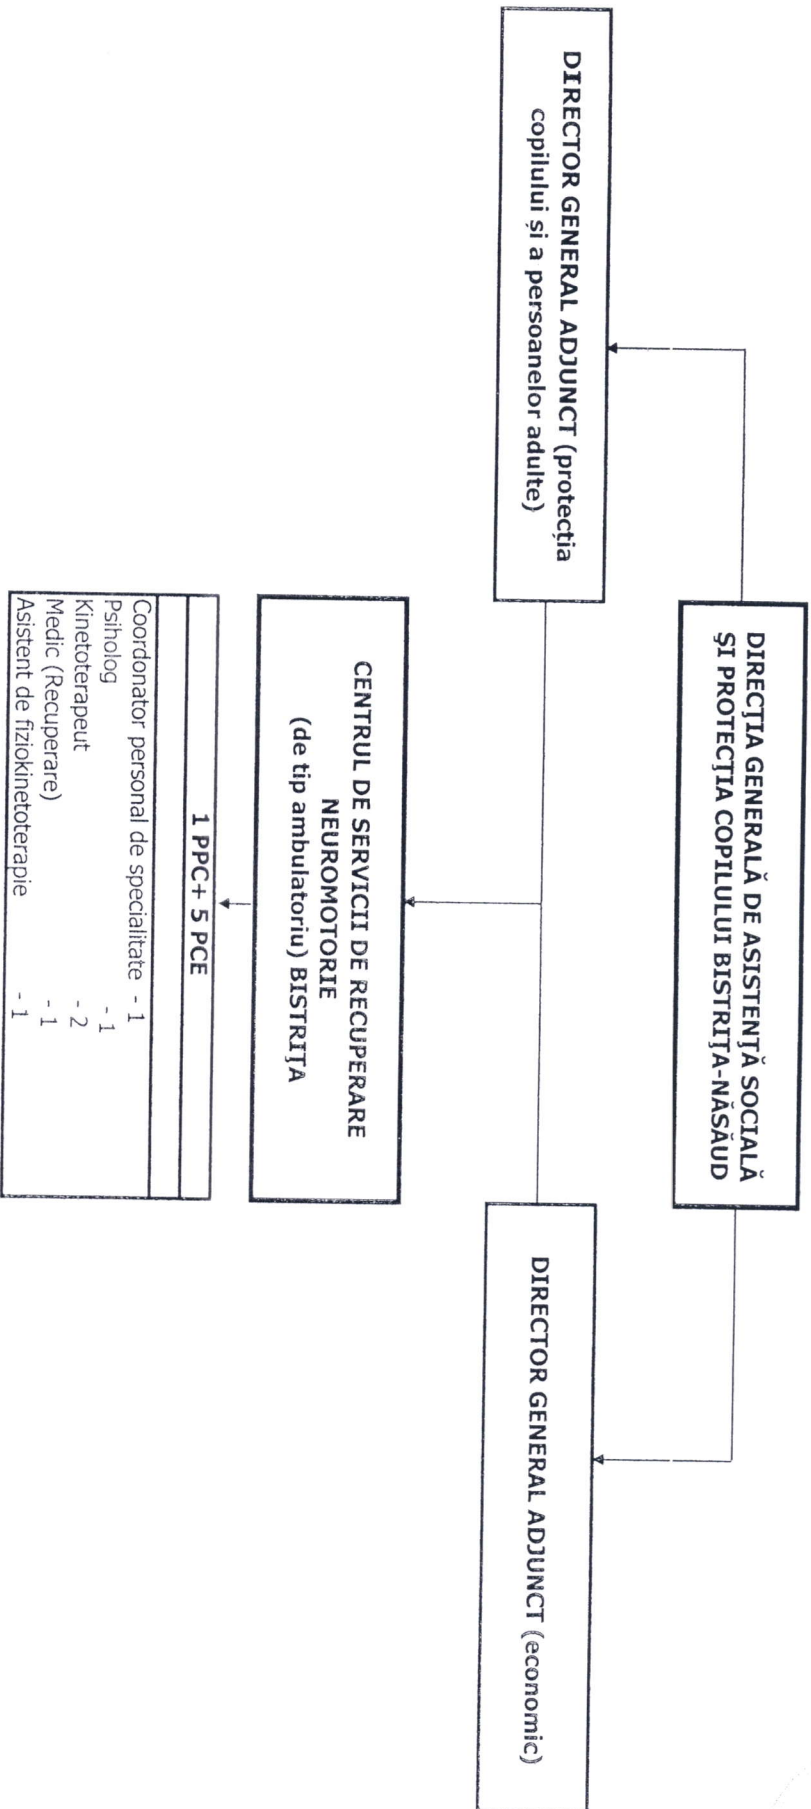 DIRECȚIA GENERALĂ DE ASISTENȚĂ SOCIALĂ
ȘI PROTECȚIA COPILULUI BISTRIȚA-NĂSĂUD
DIRECTOR GENERAL ADJUNCT (protecția
copilului și a persoanelor adulte)
DIRECTOR GENERAL ADJUNCT (economic)
CENTRUL DE SERVICII DE RECUPERARE
NEUROMOTORIE
(de tip ambulatoriu) BISTRIȚA
1 PPC+ 5 PCE
Coordonator personal de specialitate - 1
Psiholog - 1
Kinetoterapeut - 2
Medic (Recuperare) - 1
Asistent de fiziokinetoterapie - 1